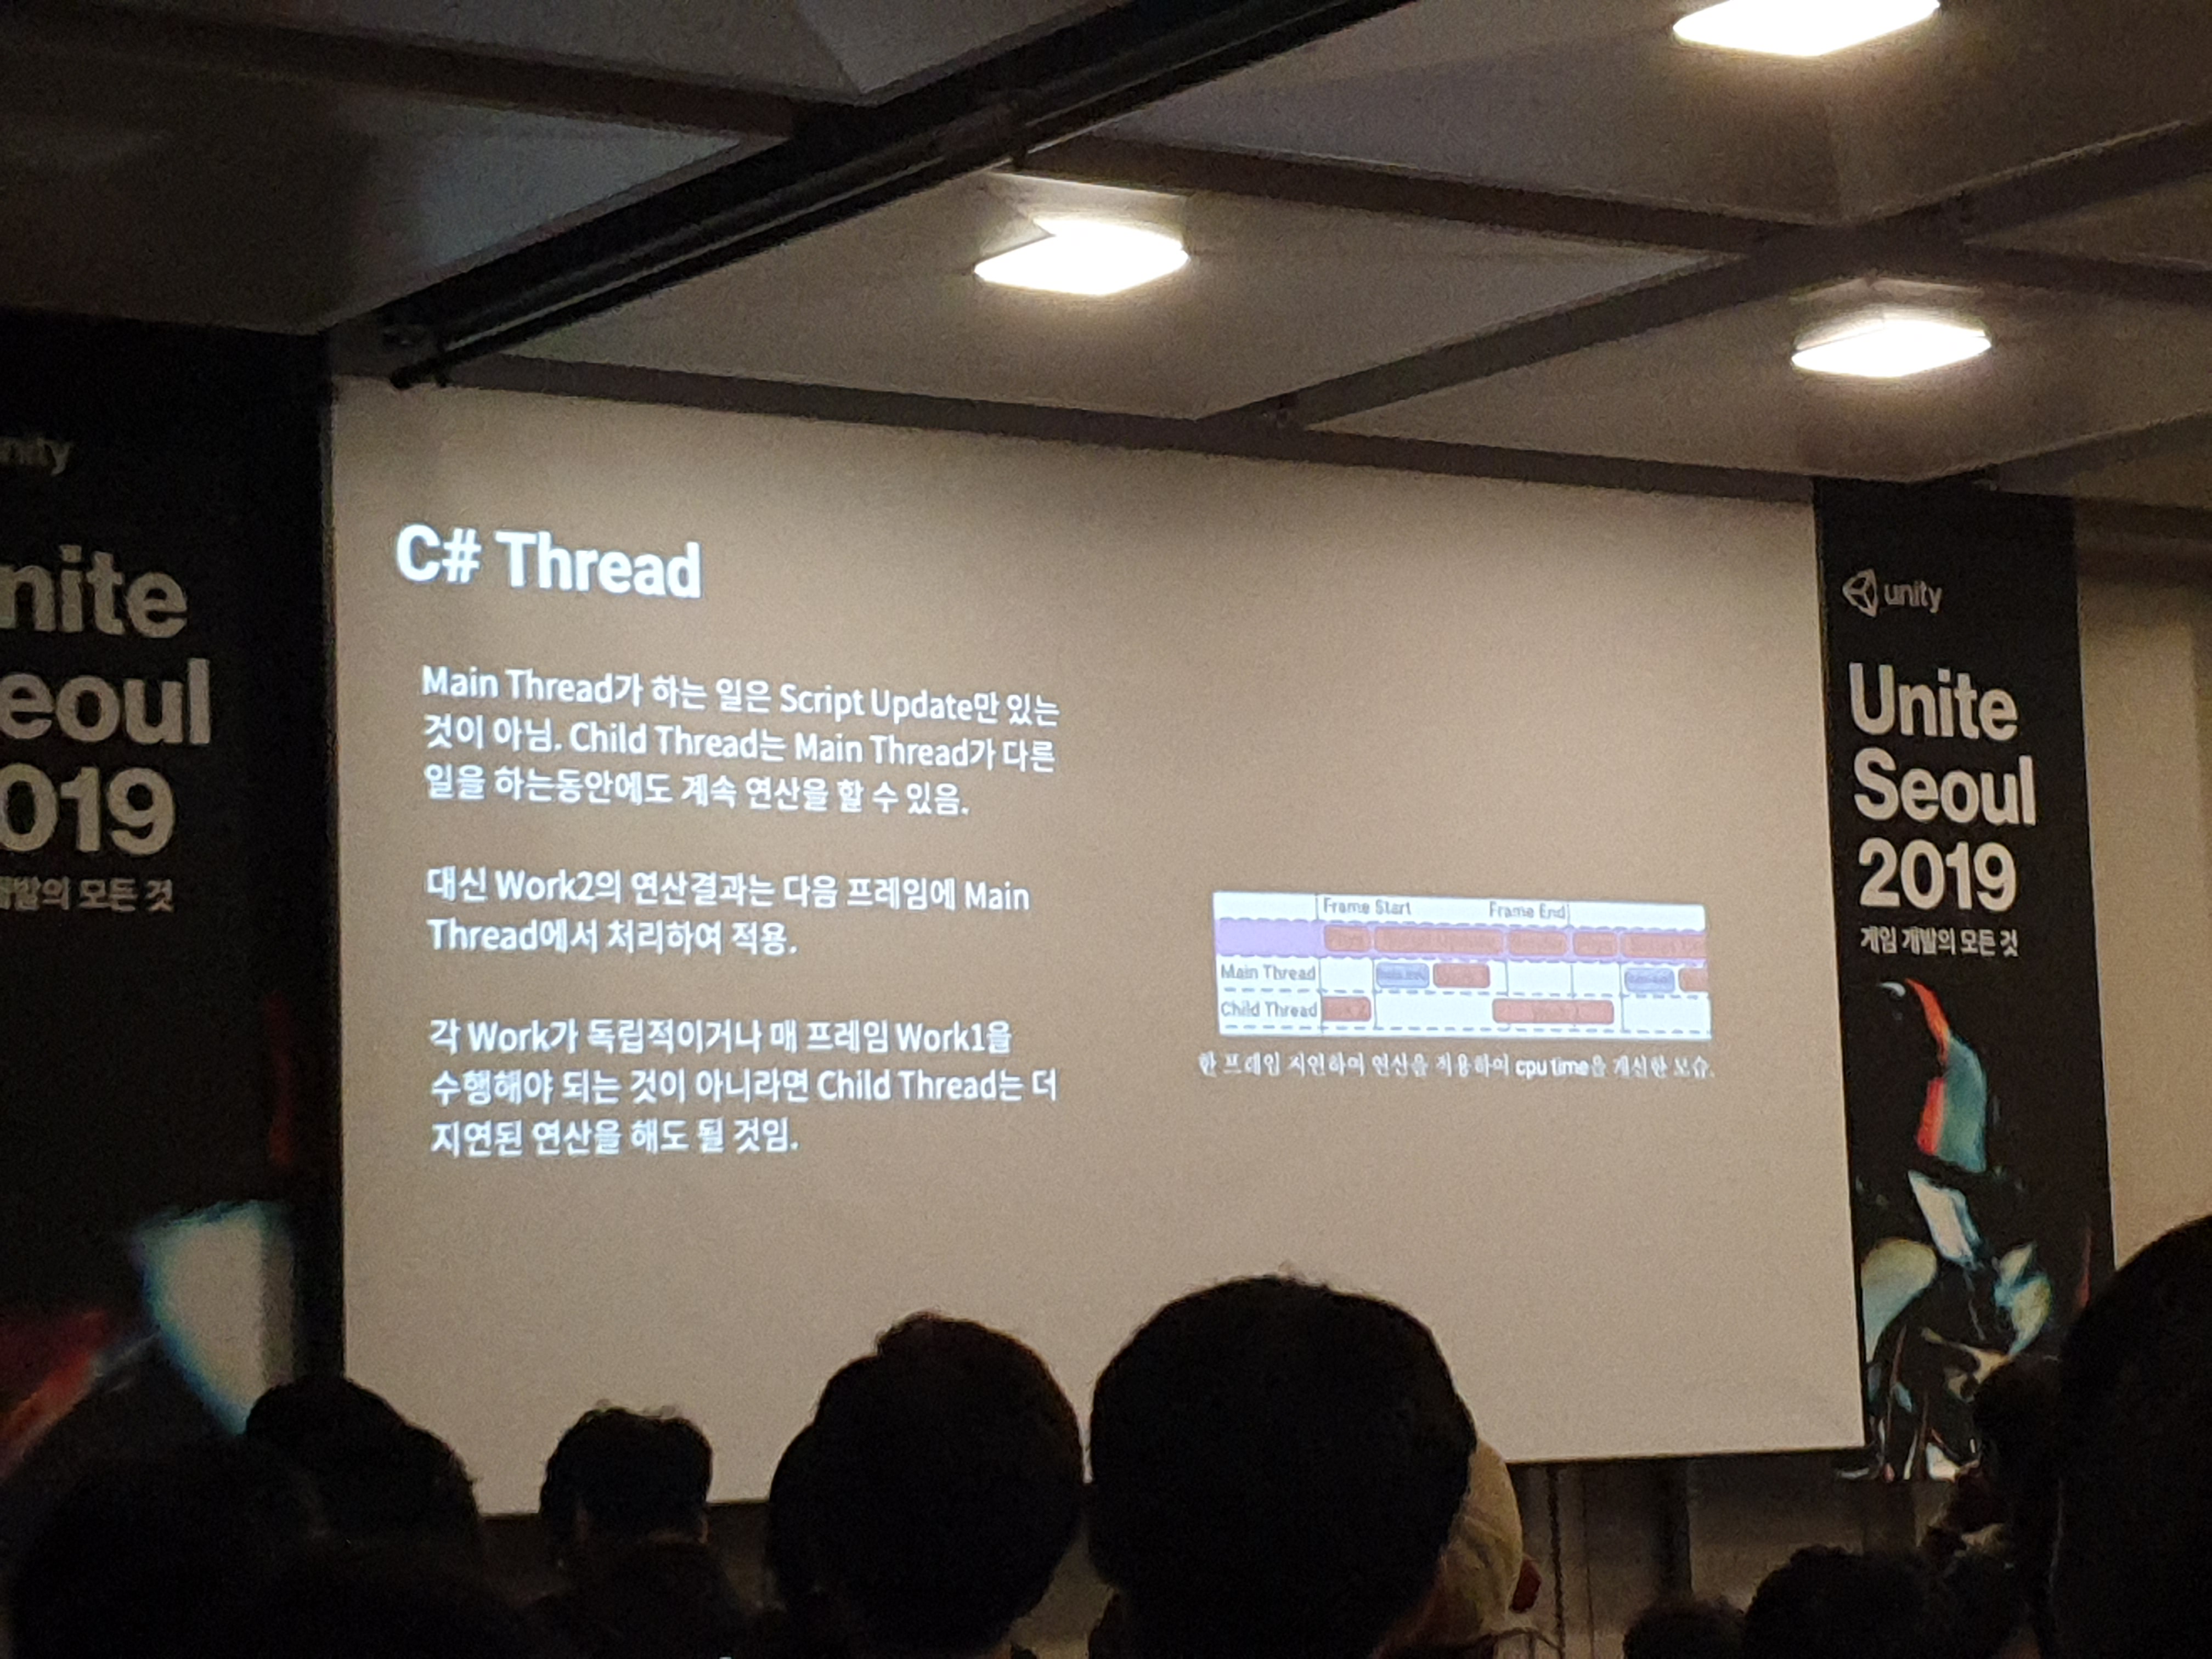 unity
Unite
Seoul
2019
게임 개발의 모든 것
C# Thread
Main Thread가 하는 일은 Script Update만 있는
것이 아님. Child Thread는 Main Thread가 다른
일을 하는동안에도 계속 연산을 할 수 있음.
대신 Work2의 연산결과는 다음 프레임에 Main
Thread에서 처리하여 적용.
각 Work가 독립적이거나 매 프레임 Work1을
수행해야 되는 것이 아니라면 Child Thread는 더
지연된 연산을 해도 될 것임.
Frame Start
Frame End
Script Update
Main Thread
Child Thread
한 프레임 지연하여 연산을 적용하여 cpu time을 개선한 모습.
nity
nite
eoul
019
개발의 모든 것